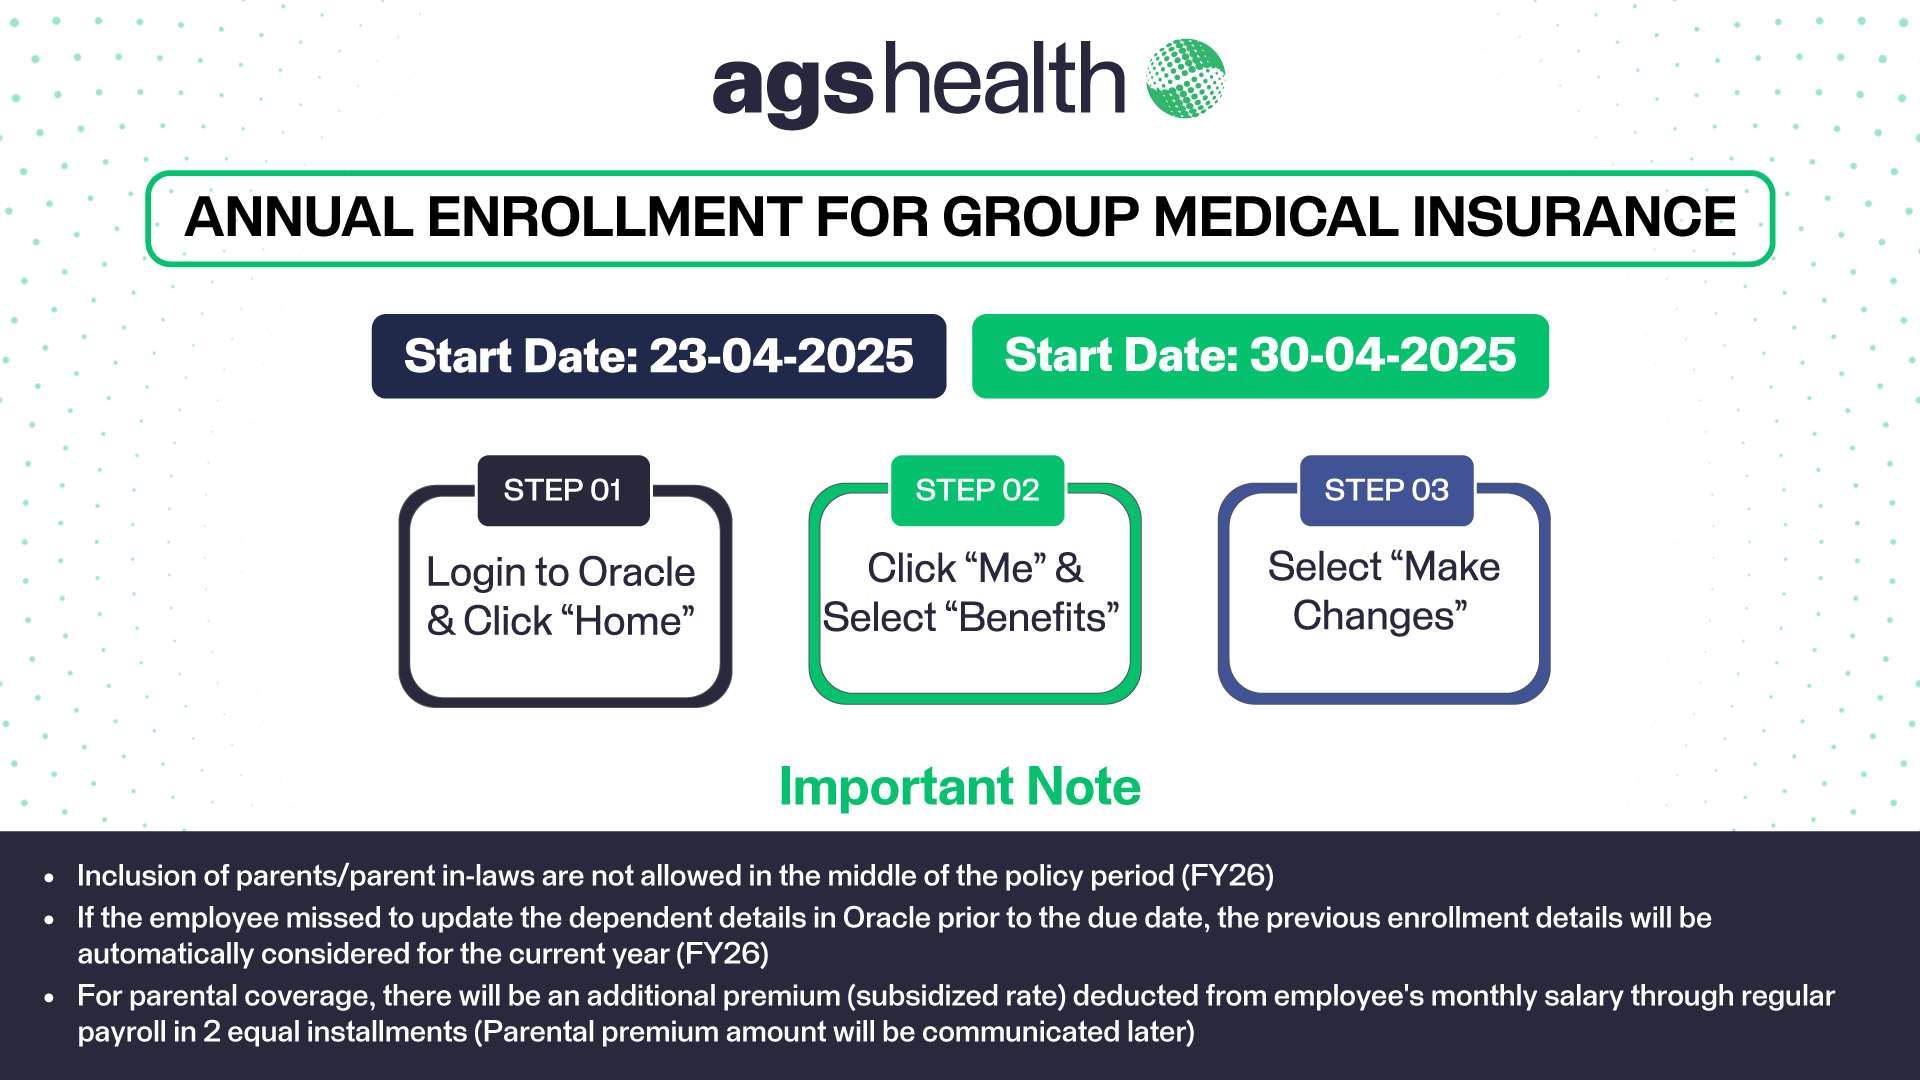 agshealth
ANNUAL ENROLLMENT FOR GROUP MEDICAL INSURANCE
Start Date: 23-04-2025
Start Date: 30-04-2025
STEP 01
Login to Oracle
& Click “Home”
STEP 02
Click “Me” &
Select “Benefits”
STEP 03
Select “Make
Changes”
Important Note
• Inclusion of parents/parent in-laws are not allowed in the middle of the policy period (FY26)
• If the employee missed to update the dependent details in Oracle prior to the due date, the previous enrollment details will be
automatically considered for the current year (FY26)
• For parental coverage, there will be an additional premium (subsidized rate) deducted from employee's monthly salary through regular
payroll in 2 equal installments (Parental premium amount will be communicated later)